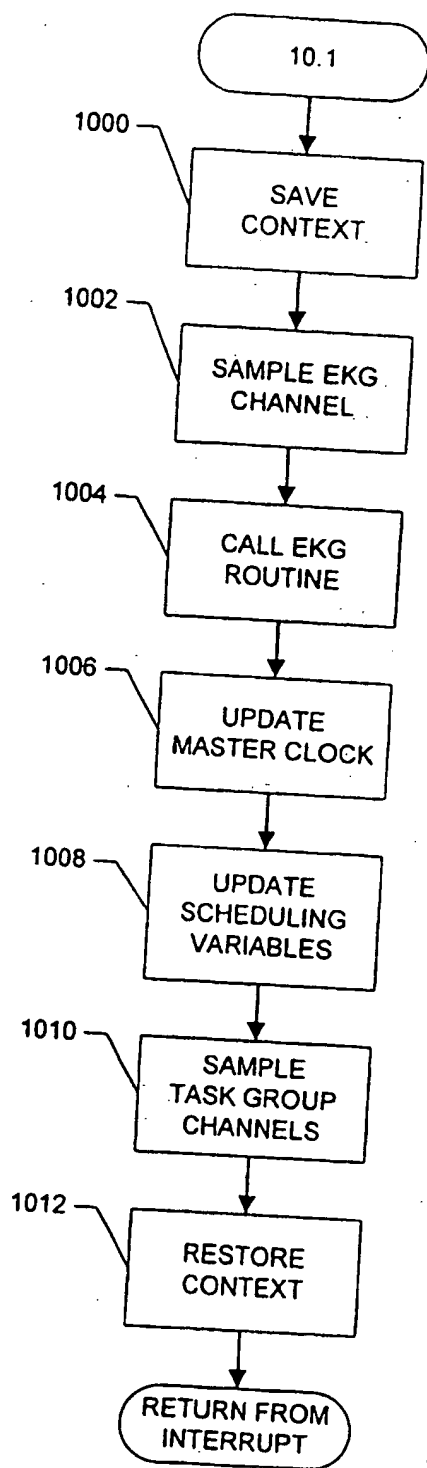 10.1
1000
SAVE
CONTEXT
1002
SAMPLE EKG
CHANNEL
1004
CALL EKG
ROUTINE
1006
UPDATE
MASTER CLOCK
1008
UPDATE
SCHEDULING
VARIABLES
1010
SAMPLE
TASK GROUP
CHANNELS
1012
RESTORE
CONTEXT
RETURN FROM
INTERRUPT